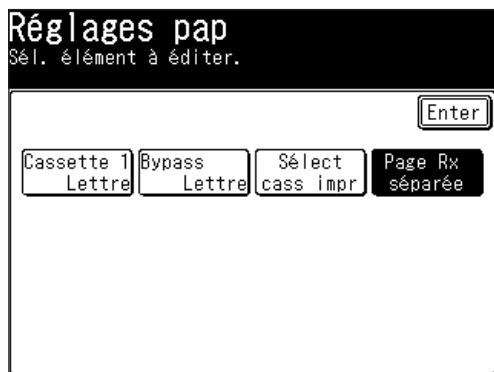 Réglages pap
Sél. élément à éditer.
Enter
Cassette 1
Lettre
Bypass
Lettre
Sélect
cass impr
Page Rx
séparée